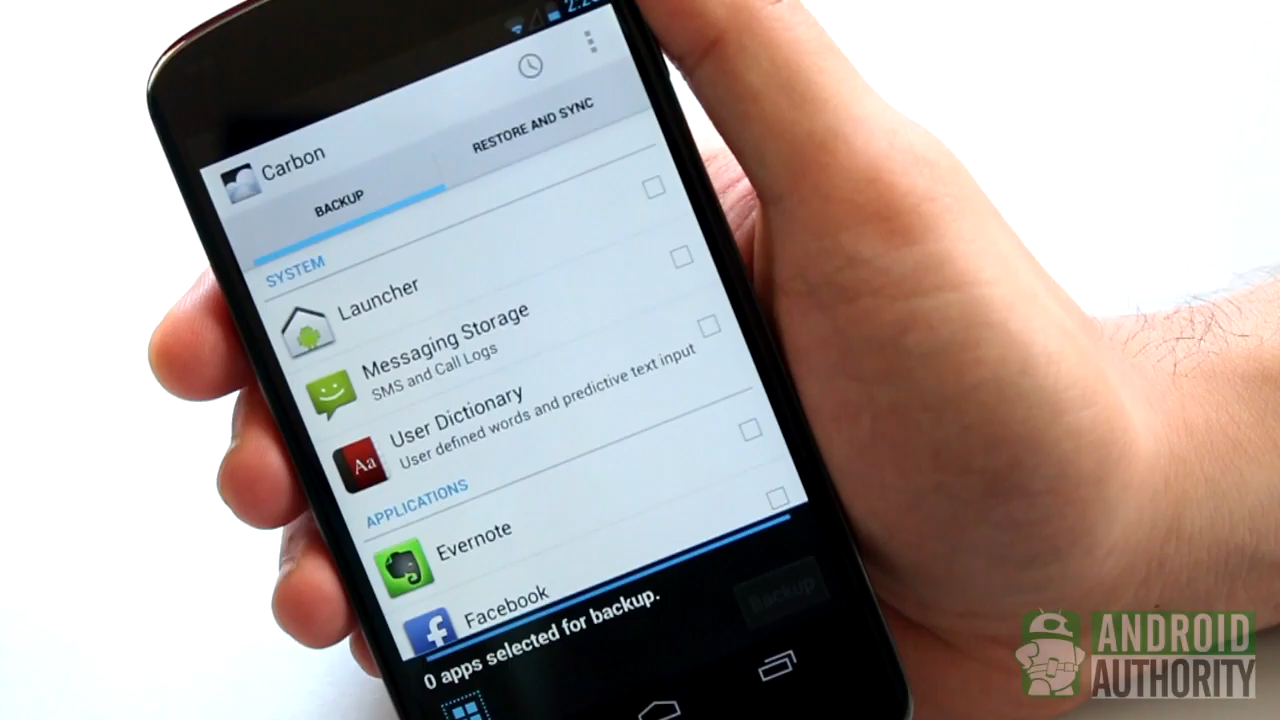 Carbon
BACKUP
RESTORE AND SYNC
SYSTEM
Launcher
Messaging Storage
SMS and Call Logs
User Dictionary
User defined words and predictive text input
Aa
APPLICATIONS
Evernote
Facebook
0 apps selected for backup.
Backup
ANDROID
AUTHORITY